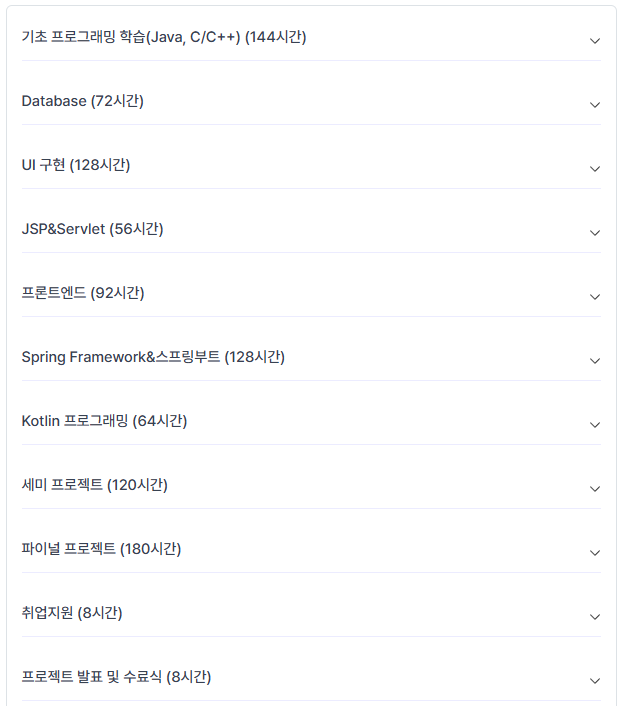 기초 프로그래밍 학습(Java, C/C++) (144시간)
Database (72시간)
UI 구현 (128시간)
JSP&Servlet (56시간)
프론트엔드 (92시간)
Spring Framework&스프링부트 (128시간)
Kotlin 프로그래밍 (64시간)
세미 프로젝트 (120시간)
파이널 프로젝트 (180시간)
취업지원 (8시간)
프로젝트 발표 및 수료식 (8시간)